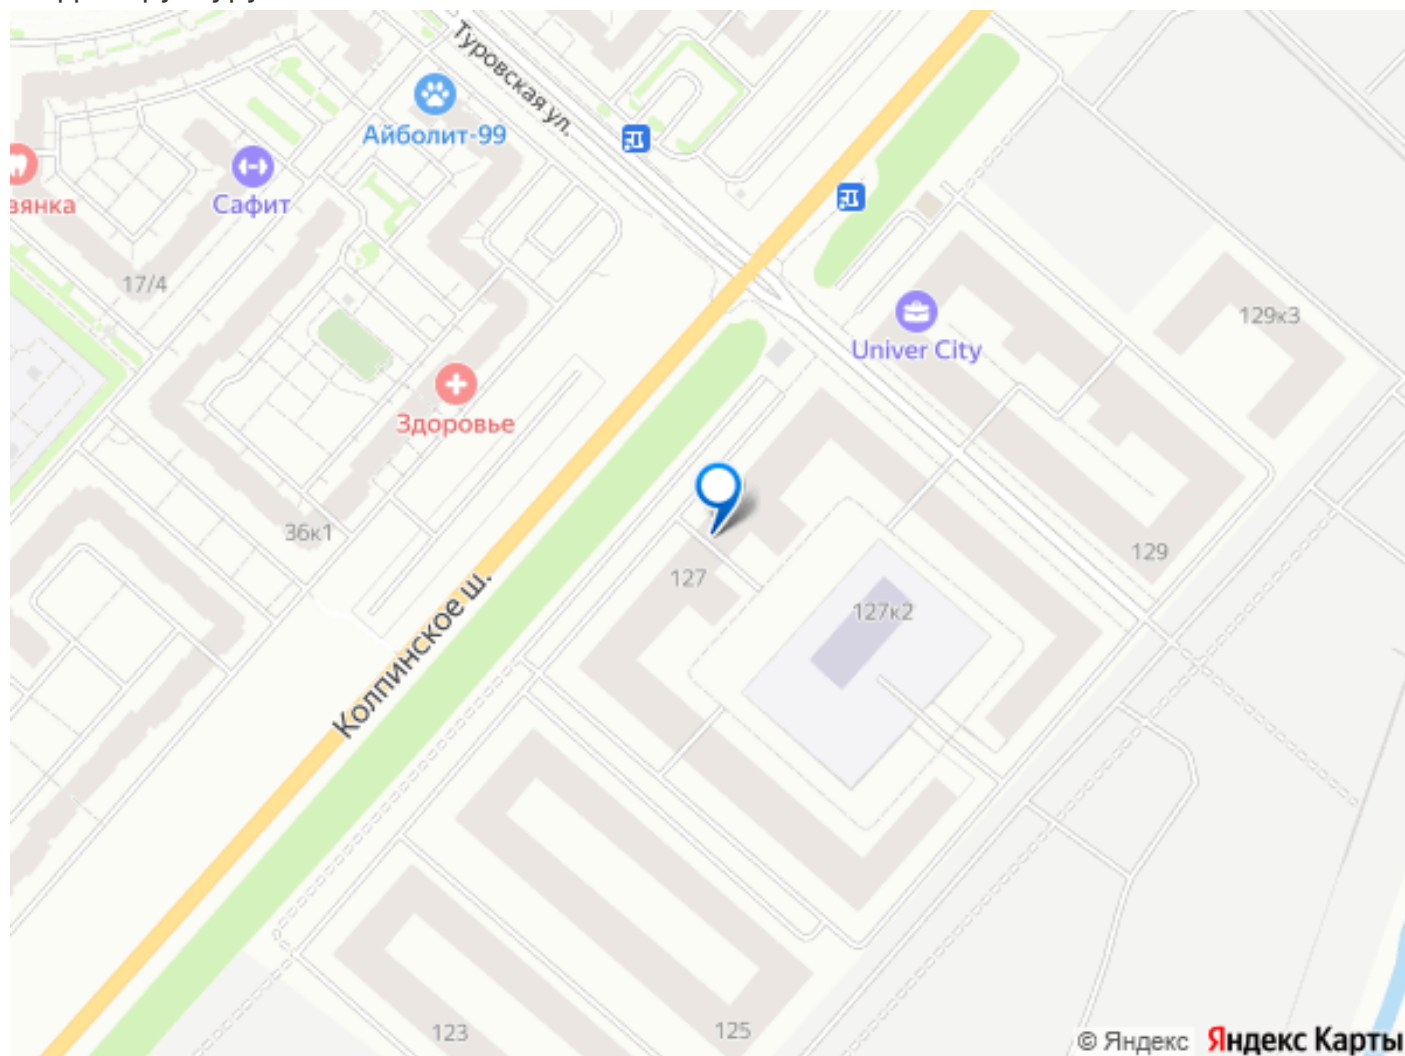 Туровская ул.
Айболит-99
Сафит
вянка
17/4
129к3
Univer City
Здоровье
36к1
129
127
127к2
Колпинское ш.
123
125
© Яндекс
Яндекс Карты